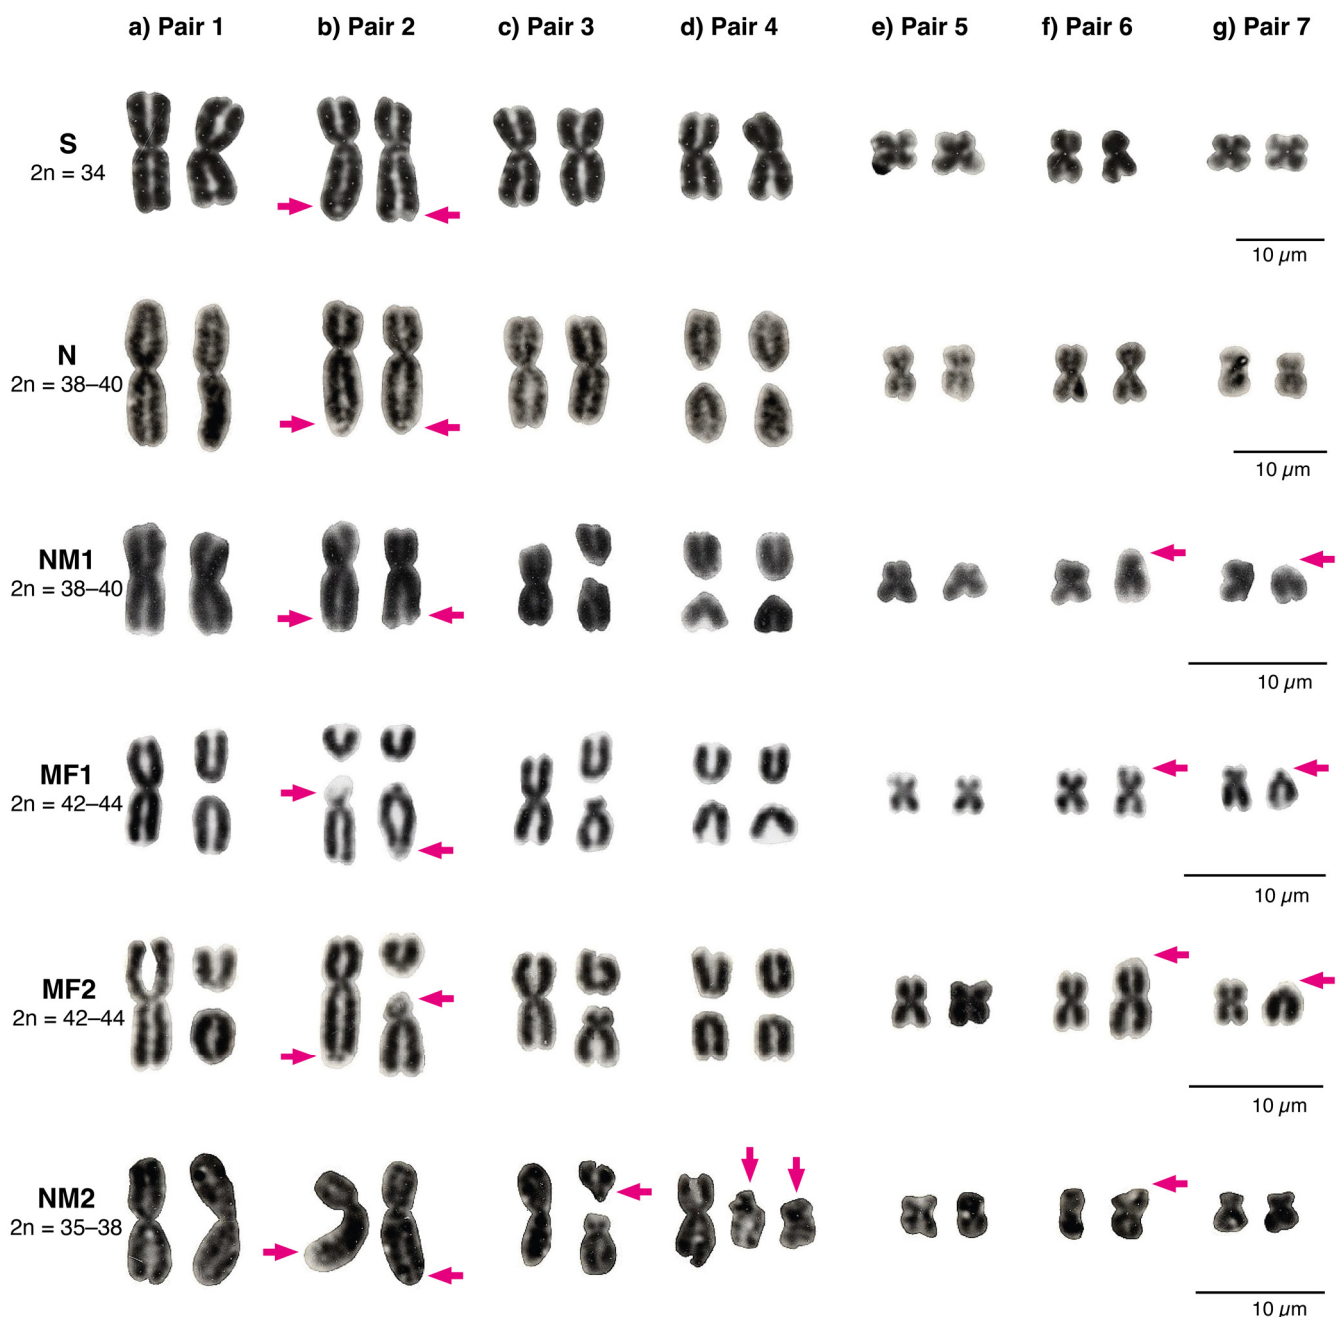 a) Pair 1 b) Pair 2 c) Pair 3 d) Pair 4 e) Pair 5 f) Pair 6 g) Pair 7
S
2n = 34
10 µm
N
2n = 38–40
10 µm
NM1
2n = 38–40
10 µm
MF1
2n = 42–44
10 µm
MF2
2n = 42–44
10 µm
NM2
2n = 35–38
10 µm